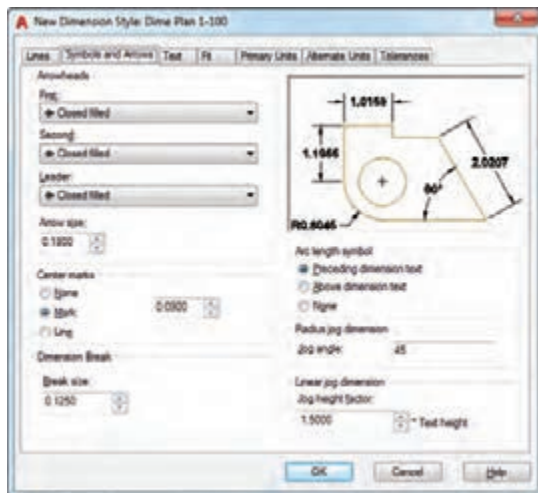 New Dimension Style: Dime Plan 1-100
Lines
Symbols and Arrows
Text
Fit
Primary Units
Alternate Units
Tolerances
Arrowheads
First:
Closed filled
Second:
Closed filled
Leader:
Closed filled
Arrow size:
0.1800
Center marks
None
Mark
Line
0.0900
Dimension Break
Break size:
0.1250
1.0159
1.1955
2.0207
60°
R0.8045
Arc length symbol
Preceding dimension text
Above dimension text
None
Radius jog dimension
Jog angle:
45
Linear jog dimension
Jog height factor:
1.5000
* Text height
OK
Cancel
Help